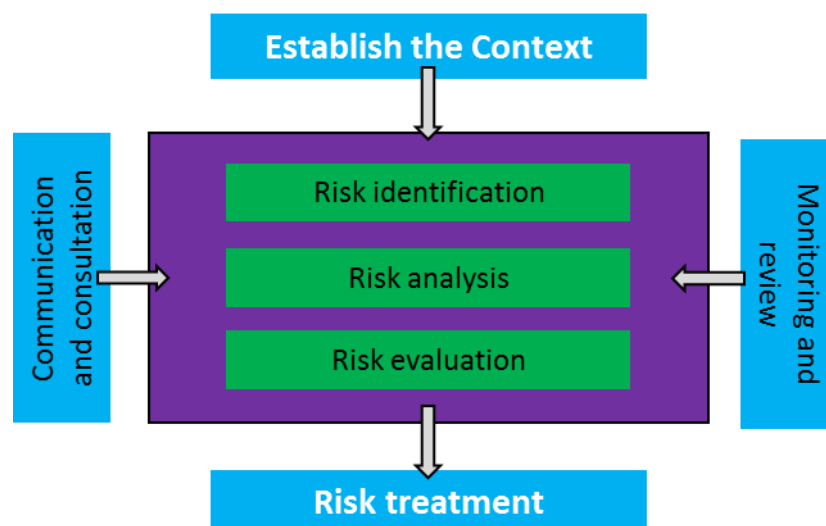 Establish the Context
Communication
and consultation
Risk identification
Risk analysis
Risk evaluation
Monitoring and
review
Risk treatment